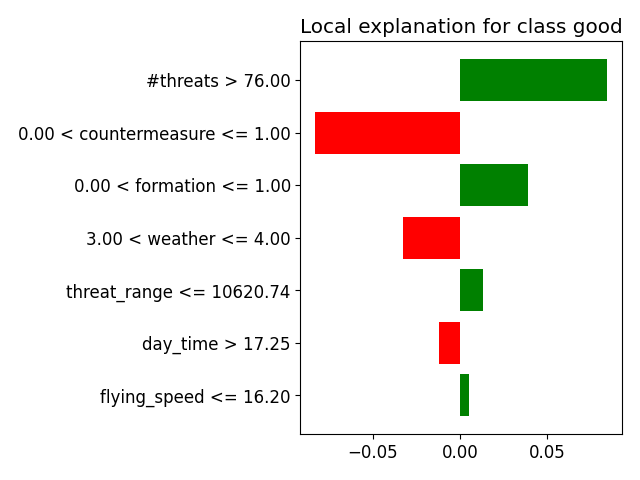 Local explanation for class good
#threats > 76.00
0.00 < countermeasure <= 1.00
0.00 < formation <= 1.00
3.00 < weather <= 4.00
threat_range <= 10620.74
day_time > 17.25
flying_speed <= 16.20
−0.05 0.00 0.05